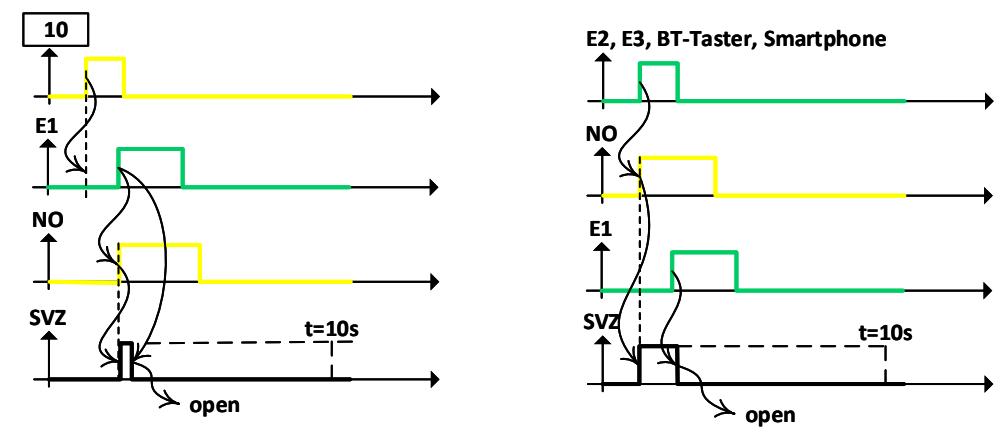 10
E1
NO
SVZ
t=10s
open
E2, E3, BT-Taster, Smartphone
NO
E1
SVZ
t=10s
open